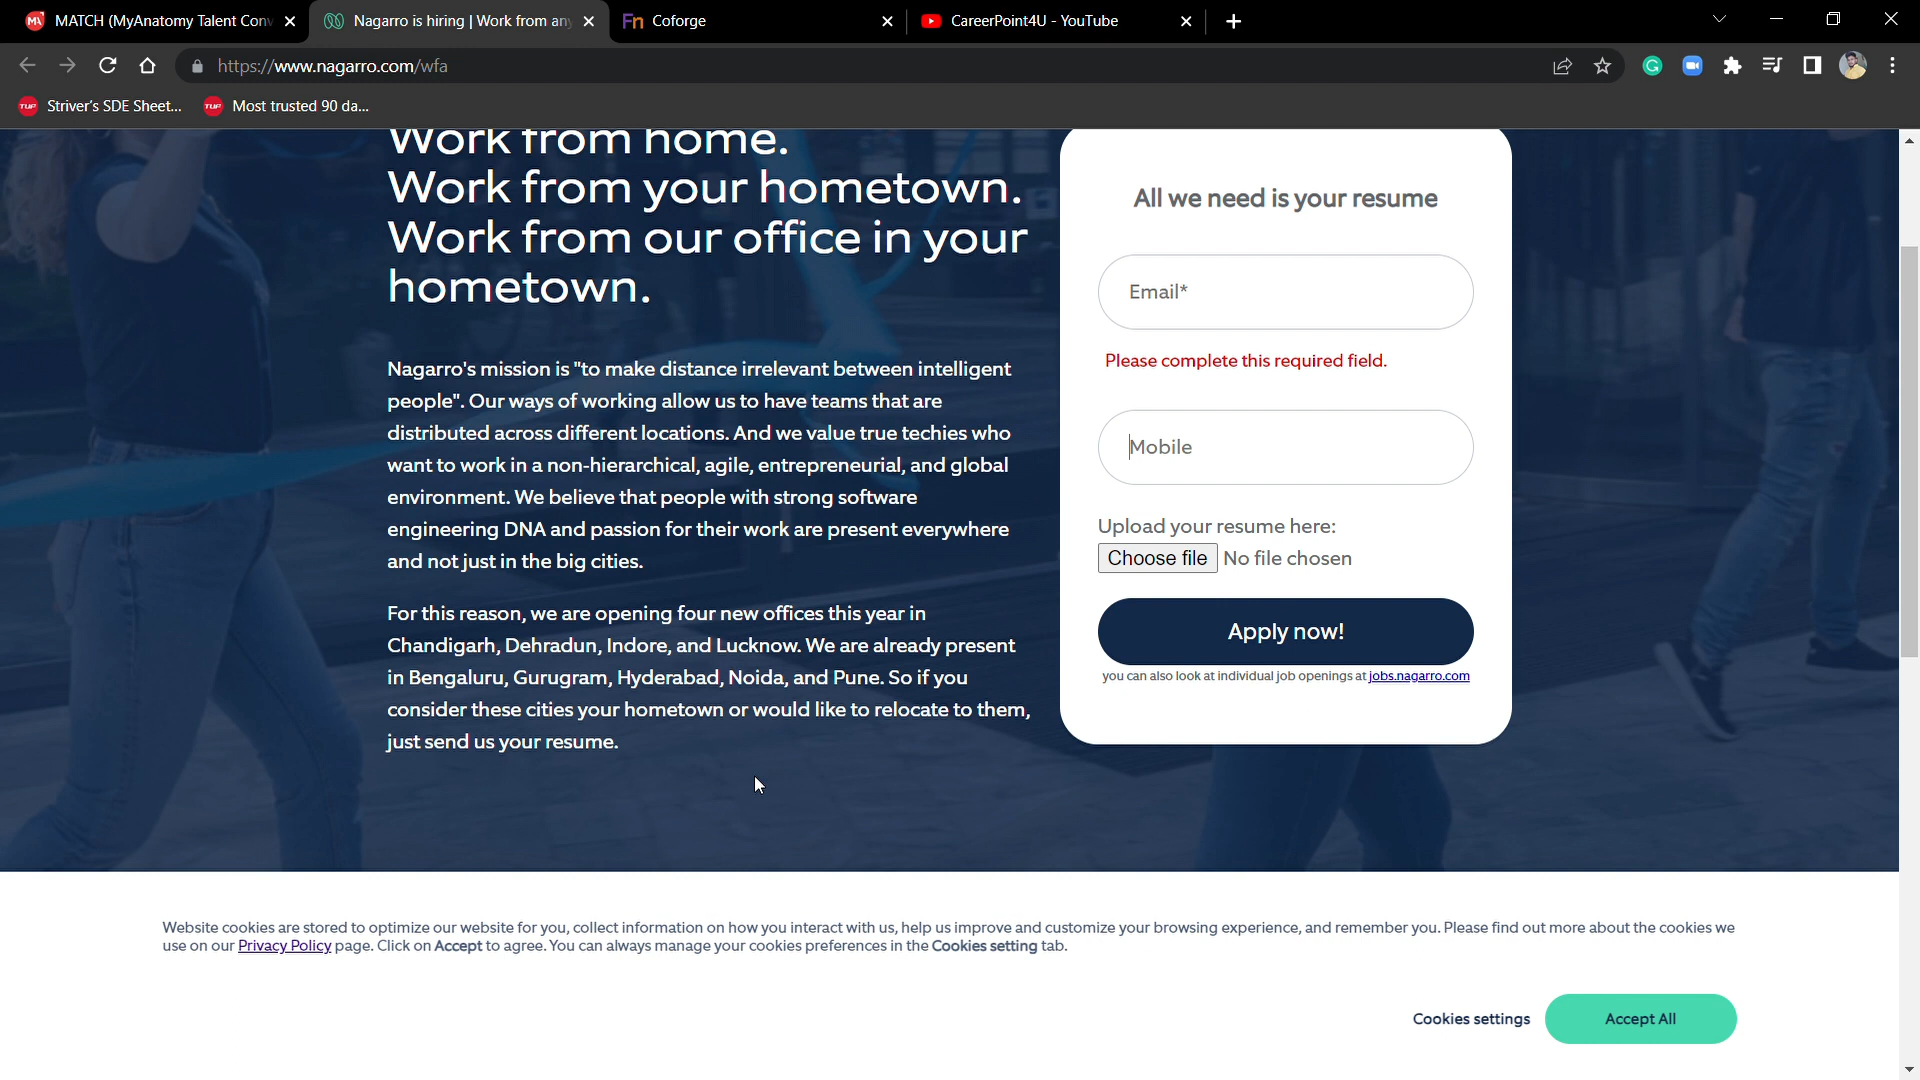 MATCH (MyAnatomy Talent Conv
Nagarro is hiring | Work from any
Coforge
CareerPoint4U - YouTube
https://www.nagarro.com/wfa
Striver's SDE Sheet...
Most trusted 90 da...
Work from home.
Work from your hometown.
Work from our office in your
hometown.
Nagarro's mission is "to make distance irrelevant between intelligent
people". Our ways of working allow us to have teams that are
distributed across different locations. And we value true techies who
want to work in a non-hierarchical, agile, entrepreneurial, and global
environment. We believe that people with strong software
engineering DNA and passion for their work are present everywhere
and not just in the big cities.
For this reason, we are opening four new offices this year in
Chandigarh, Dehradun, Indore, and Lucknow. We are already present
in Bengaluru, Gurugram, Hyderabad, Noida, and Pune. So if you
consider these cities your hometown or would like to relocate to them,
just send us your resume.
All we need is your resume
Email*
Please complete this required field.
Mobile
Upload your resume here:
Choose file No file chosen
Apply now!
you can also look at individual job openings at jobs.nagarro.com
Website cookies are stored to optimize our website for you, collect information on how you interact with us, help us improve and customize your browsing experience, and remember you. Please find out more about the cookies we
use on our Privacy Policy page. Click on Accept to agree. You can always manage your cookies preferences in the Cookies setting tab.
Cookies settings
Accept All